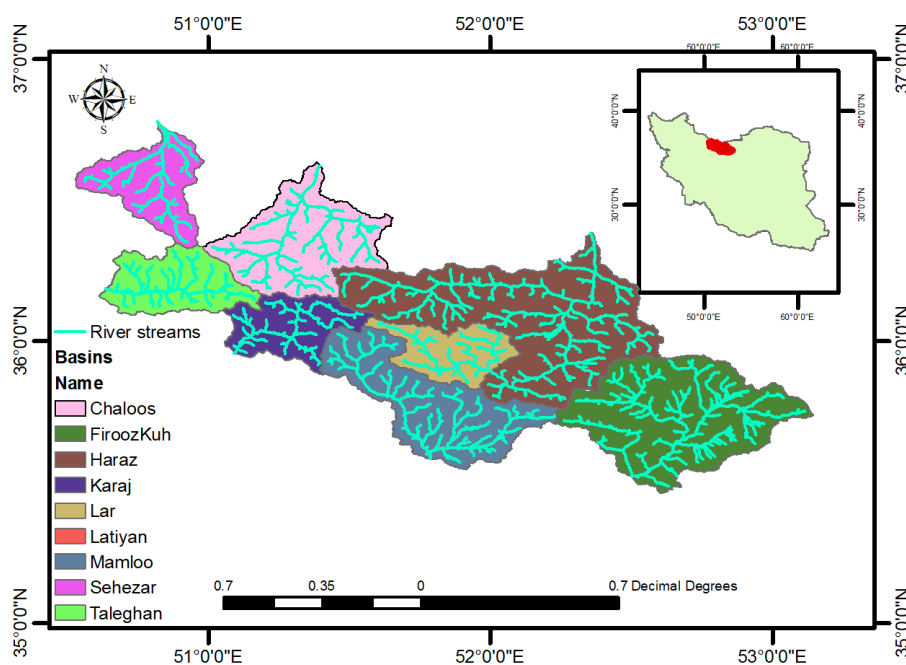 51°0'0"E 52°0'0"E 53°0'0"E
37°0'0"N 37°0'0"N
N
W E
S
50°0'0"E 60°0'0"E
40°0'0"N 40°0'0"N
30°0'0"N 30°0'0"N
50°0'0"E 60°0'0"E
36°0'0"N 36°0'0"N
River streams
Basins
Name
Chaloos
FiroozKuh
Haraz
Karaj
Lar
Latiyan
Mamloo
Sehezar
Taleghan
0.7 0.35 0 0.7 Decimal Degrees
35°0'0"N 35°0'0"N
51°0'0"E 52°0'0"E 53°0'0"E